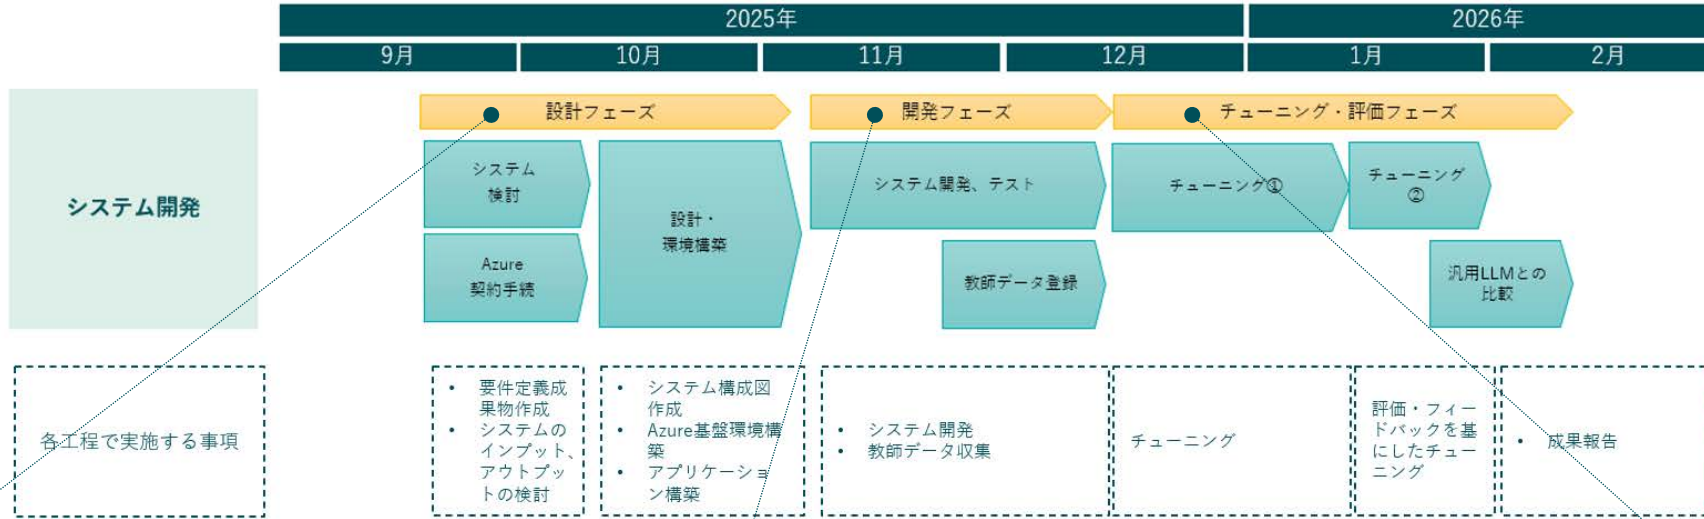 2025年
2026年
9月
10月
11月
12月
1月
2月
システム開発
設計フェーズ
開発フェーズ
チューニング・評価フェーズ
システム
検討
Azure
契約手続
設計・
環境構築
システム開発、テスト
教師データ登録
チューニング①
チューニング
②
汎用LLMとの
比較
各工程で実施する事項
• 要件定義成
果物作成
• システムの
インプット、
アウトプッ
トの検討
• システム構成図
作成
• Azure基盤環境構
築
• アプリケーショ
ン構築
• システム開発
• 教師データ収集
チューニング
評価・フィー
ドバックを基
にしたチュー
ニング
• 成果報告